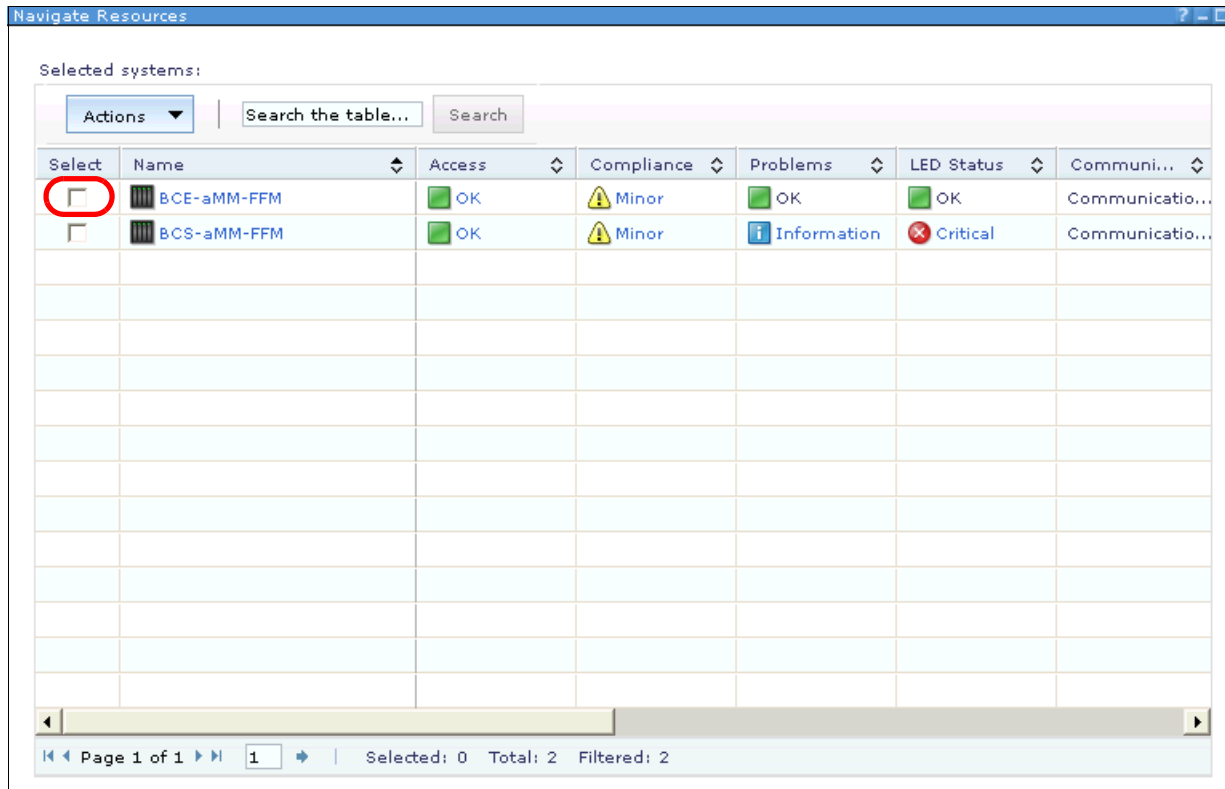 Navigate Resources ? –
Selected systems:
Actions Search the table... Search
Select Name Access Compliance Problems LED Status Communi...
BCE-aMM-FFM OK Minor OK OK Communicatio...
BCS-aMM-FFM OK Minor Information Critical Communicatio...
Page 1 of 1 1 Selected: 0 Total: 2 Filtered: 2